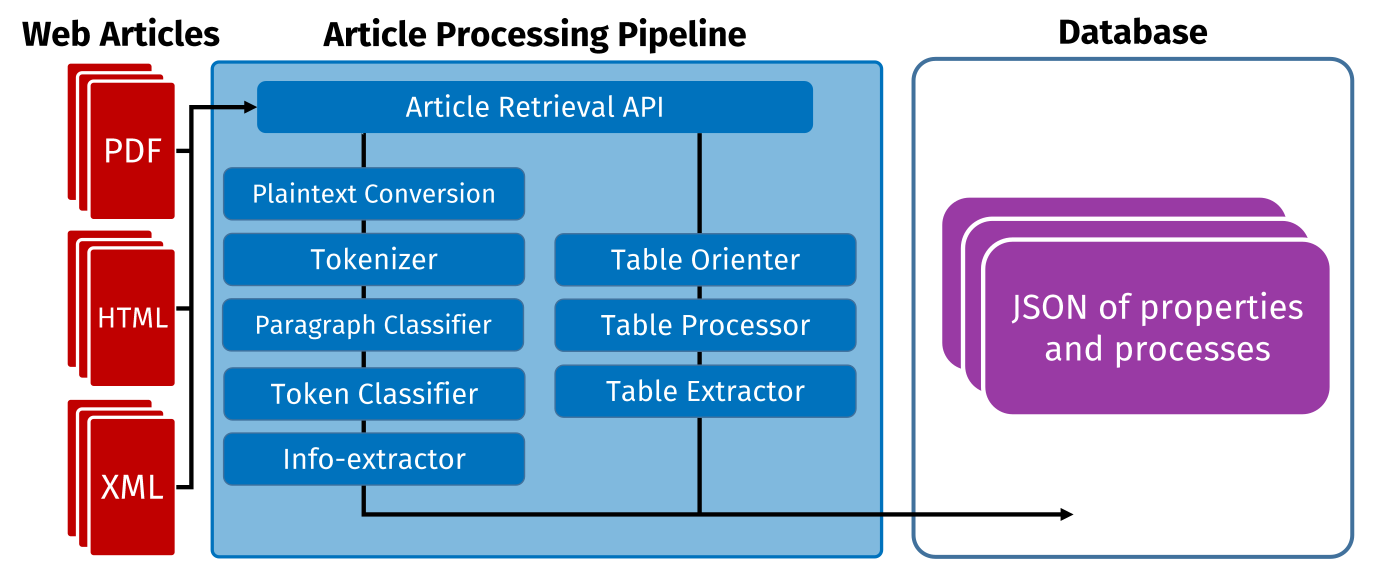 Web Articles
Article Processing Pipeline
Database
PDF
HTML
XML
Article Retrieval API
Plaintext Conversion
Tokenizer
Paragraph Classifier
Token Classifier
Info-extractor
Table Orienter
Table Processor
Table Extractor
JSON of properties
and processes